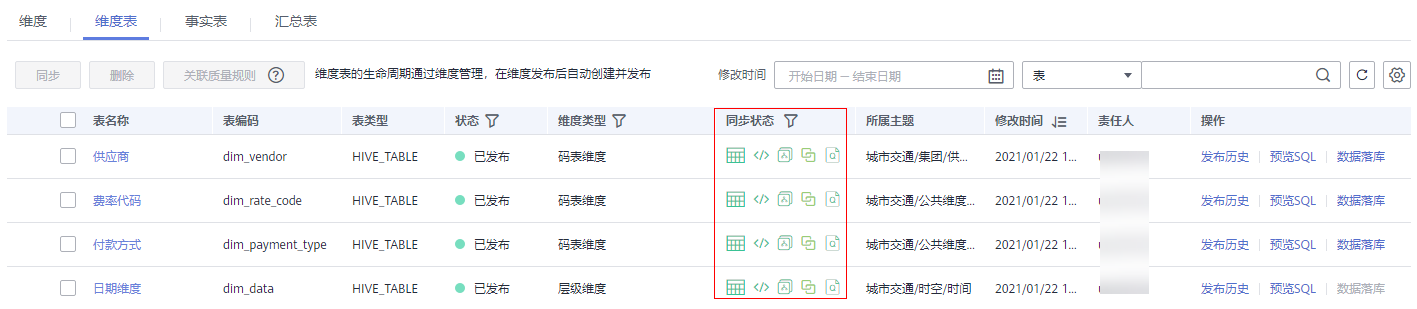 维度 维度表 事实表 汇总表
同步 删除 关联质量规则 ? 维度表的生命周期通过维度管理，在维度发布后自动创建并发布 修改时间 开始日期 — 结束日期 表
表名称 表编码 表类型 状态 维度类型 同步状态 所属主题 修改时间 责任人 操作
供应商 dim_vendor HIVE_TABLE 已发布 码表维度 城市交通/集团/供... 2021/01/22 1... 发布历史 预览SQL 数据落库
费率代码 dim_rate_code HIVE_TABLE 已发布 码表维度 城市交通/公共维度... 2021/01/22 1... 发布历史 预览SQL 数据落库
付款方式 dim_payment_type HIVE_TABLE 已发布 码表维度 城市交通/公共维度... 2021/01/22 1... 发布历史 预览SQL 数据落库
日期维度 dim_data HIVE_TABLE 已发布 层级维度 城市交通/时空/时间 2021/01/22 1... 发布历史 预览SQL 数据落库